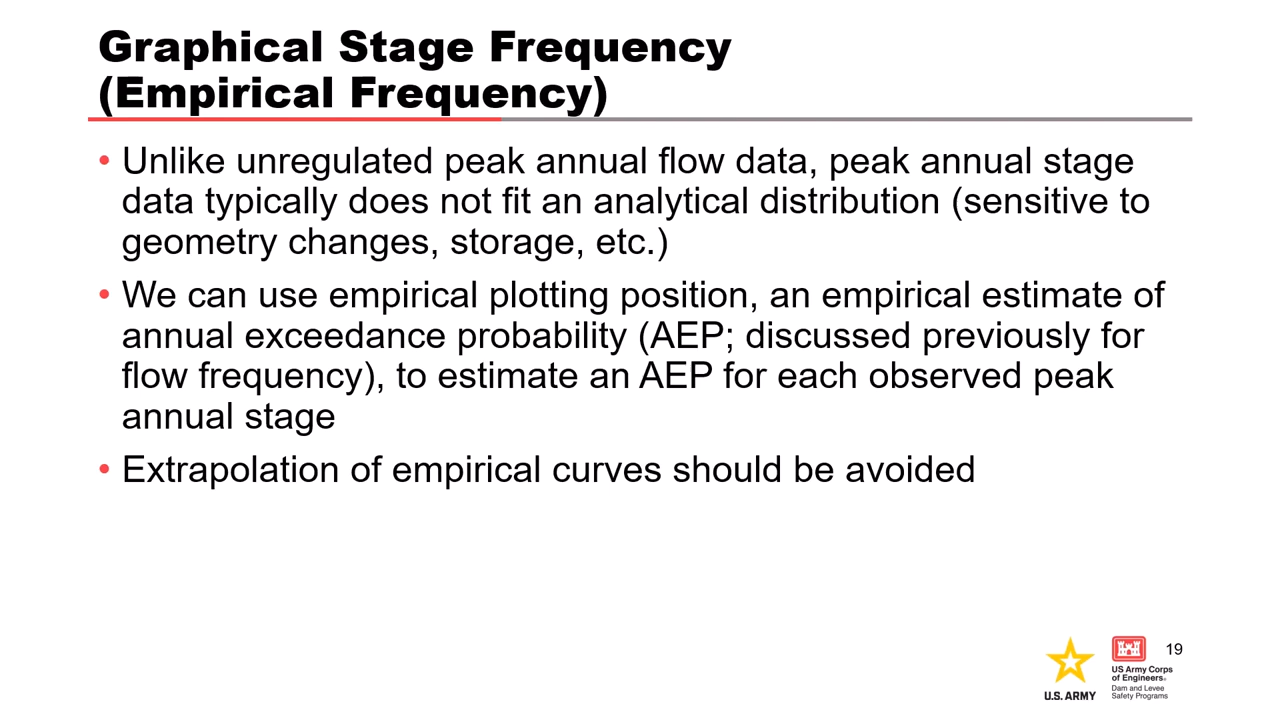 Graphical Stage Frequency
(Empirical Frequency)
• Unlike unregulated peak annual flow data, peak annual stage
data typically does not fit an analytical distribution (sensitive to
geometry changes, storage, etc.)
• We can use empirical plotting position, an empirical estimate of
annual exceedance probability (AEP; discussed previously for
flow frequency), to estimate an AEP for each observed peak
annual stage
• Extrapolation of empirical curves should be avoided
U.S. ARMY
US Army Corps
of Engineers®
Dam and Levee
Safety Programs
19